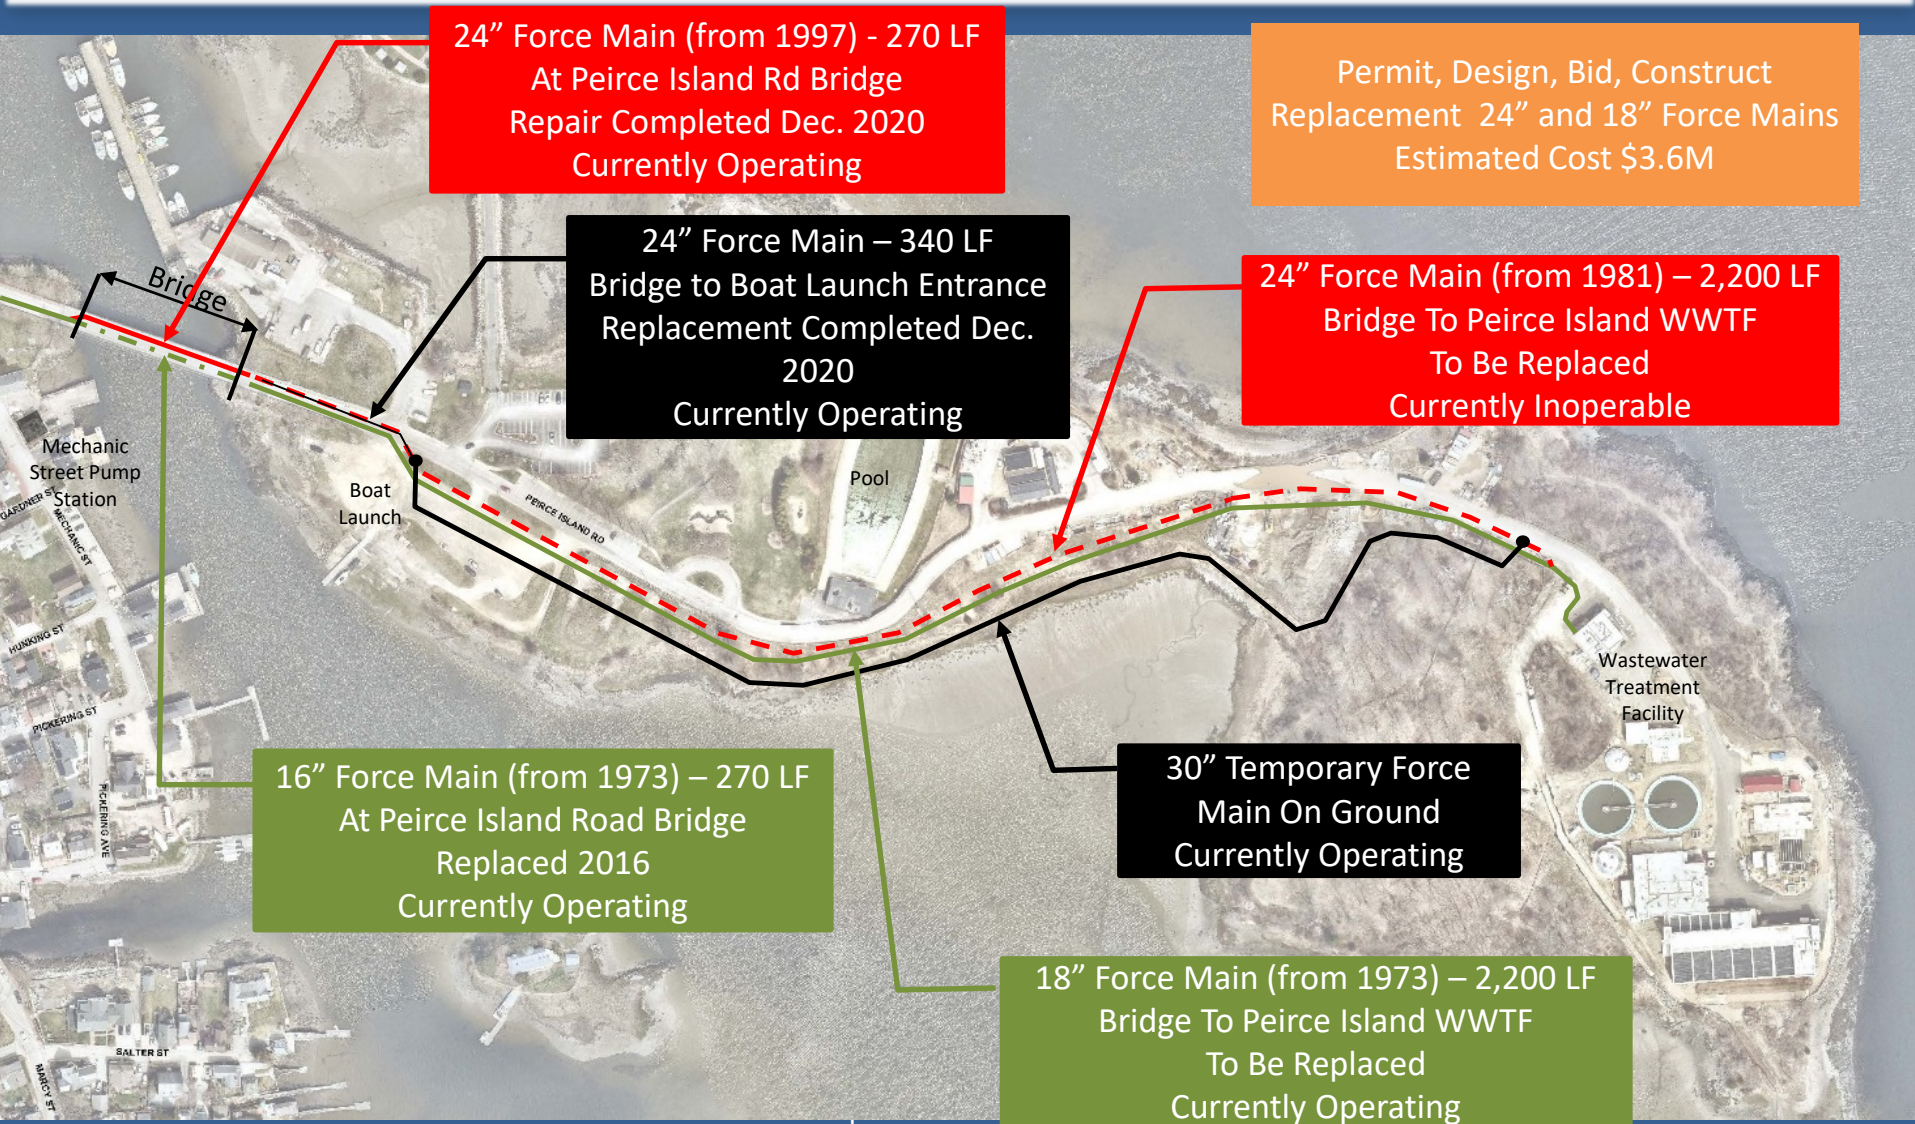 24” Force Main (from 1997) - 270 LF
At Peirce Island Rd Bridge
Repair Completed Dec. 2020
Currently Operating
Permit, Design, Bid, Construct
Replacement 24” and 18” Force Mains
Estimated Cost $3.6M
24” Force Main – 340 LF
Bridge to Boat Launch Entrance
Replacement Completed Dec.
2020
Currently Operating
24” Force Main (from 1981) – 2,200 LF
Bridge To Peirce Island WWTF
To Be Replaced
Currently Inoperable
Bridge
Mechanic
Street Pump
Station
GARDNER ST
MECHANIC ST
Boat
Launch
PEIRCE ISLAND RD
Pool
HUNKING ST
PICKERING ST
PICKERING AVE
Wastewater
Treatment
Facility
16” Force Main (from 1973) – 270 LF
At Peirce Island Road Bridge
Replaced 2016
Currently Operating
30” Temporary Force
Main On Ground
Currently Operating
18” Force Main (from 1973) – 2,200 LF
Bridge To Peirce Island WWTF
To Be Replaced
Currently Operating
SALTER ST
MARCY ST